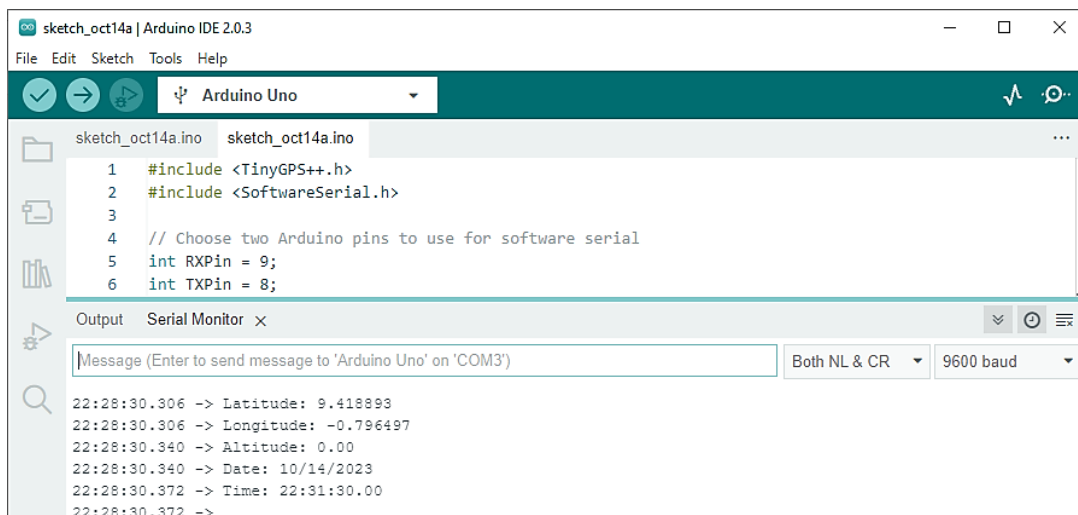 sketch_oct14a | Arduino IDE 2.0.3
File Edit Sketch Tools Help
Arduino Uno
sketch_oct14a.ino sketch_oct14a.ino ...
1 #include <TinyGPS++.h>
2 #include <SoftwareSerial.h>
3
4 // Choose two Arduino pins to use for software serial
5 int RXPin = 9;
6 int TXPin = 8;
Output Serial Monitor
Message (Enter to send message to 'Arduino Uno' on 'COM3') Both NL & CR 9600 baud
22:28:30.306 -> Latitude: 9.418893
22:28:30.306 -> Longitude: -0.796497
22:28:30.340 -> Altitude: 0.00
22:28:30.340 -> Date: 10/14/2023
22:28:30.372 -> Time: 22:31:30.00
22:28:30.372 ->